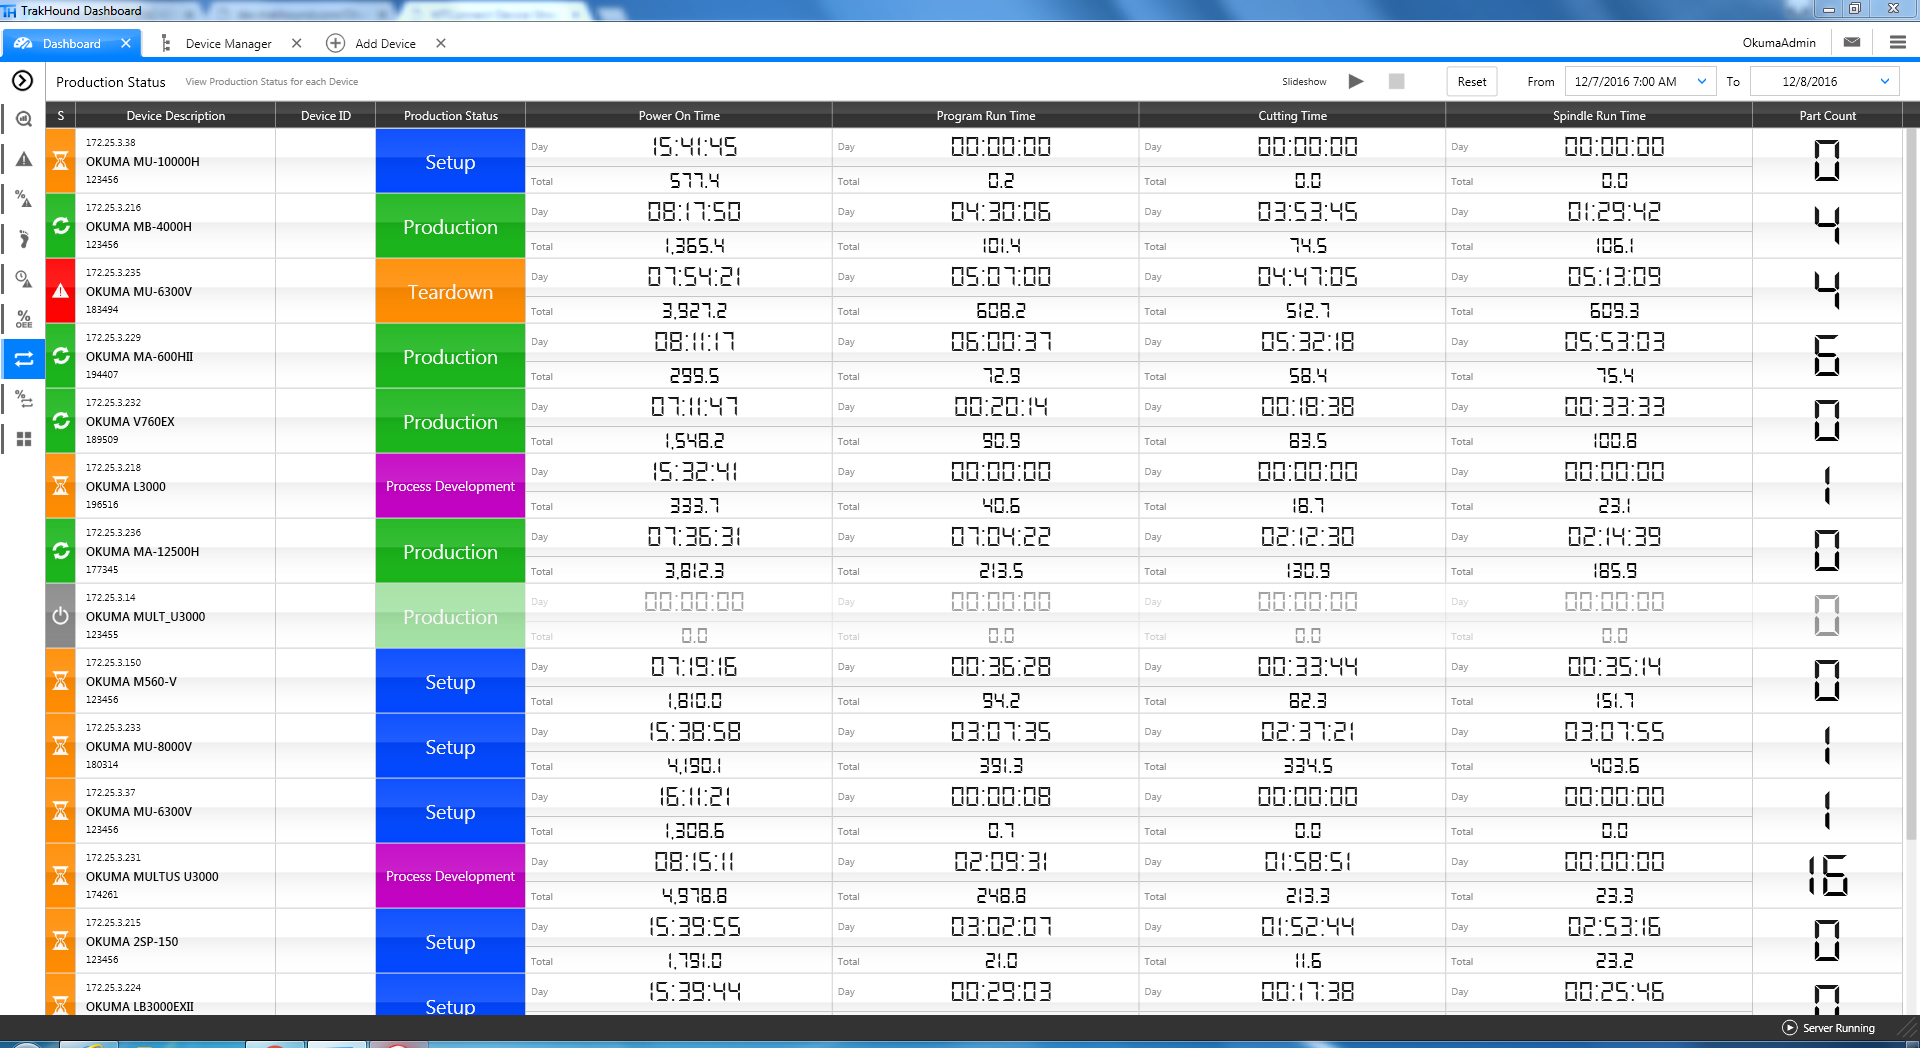 TrakHound Dashboard
Dashboard Device Manager Add Device OkumaAdmin
Production Status View Production Status for each Device Slideshow Reset From 12/7/2016 7:00 AM To 12/8/2016
S Device Description Device ID Production Status Power On Time Program Run Time Cutting Time Spindle Run Time Part Count
172.25.3.38
OKUMA MU-10000H
123456
Setup
Day 15:41:45 Day 00:00:00 Day 00:00:00 Day 00:00:00
Total 577.4 Total 0.2 Total 0.0 Total 0.0
0
172.25.3.216
OKUMA MB-4000H
123456
Production
Day 08:17:50 Day 04:30:06 Day 03:53:45 Day 01:29:42
Total 1,365.4 Total 101.4 Total 74.5 Total 106.1
4
172.25.3.235
OKUMA MU-6300V
183494
Teardown
Day 07:54:21 Day 05:07:00 Day 04:47:05 Day 05:13:09
Total 3,927.2 Total 608.2 Total 512.7 Total 609.3
4
172.25.3.229
OKUMA MA-600HII
194407
Production
Day 08:11:17 Day 06:00:37 Day 05:32:18 Day 05:53:03
Total 299.5 Total 72.9 Total 58.4 Total 75.4
6
172.25.3.232
OKUMA V760EX
189509
Production
Day 07:11:47 Day 00:20:14 Day 00:18:38 Day 00:33:33
Total 1,548.2 Total 90.9 Total 83.5 Total 100.8
0
172.25.3.218
OKUMA L3000
196516
Process Development
Day 15:32:41 Day 00:00:00 Day 00:00:00 Day 00:00:00
Total 333.7 Total 40.6 Total 18.7 Total 23.1
1
172.25.3.236
OKUMA MA-12500H
177345
Production
Day 07:36:31 Day 07:04:22 Day 02:12:30 Day 02:14:39
Total 3,812.3 Total 213.5 Total 130.9 Total 185.9
0
172.25.3.14
OKUMA MULT_U3000
123455
Production
Day 00:00:00 Day 00:00:00 Day 00:00:00 Day 00:00:00
Total 0.0 Total 0.0 Total 0.0 Total 0.0
0
172.25.3.150
OKUMA M560-V
123456
Setup
Day 07:19:16 Day 00:36:28 Day 00:33:44 Day 00:35:14
Total 1,810.0 Total 94.2 Total 82.3 Total 151.7
0
172.25.3.233
OKUMA MU-8000V
180314
Setup
Day 15:38:58 Day 03:07:35 Day 02:37:21 Day 03:07:55
Total 4,190.1 Total 391.3 Total 334.5 Total 403.6
1
172.25.3.37
OKUMA MU-6300V
123456
Setup
Day 16:11:21 Day 00:00:08 Day 00:00:00 Day 00:00:00
Total 1,308.6 Total 0.7 Total 0.0 Total 0.0
1
172.25.3.231
OKUMA MULTUS U3000
174261
Process Development
Day 08:15:11 Day 02:09:31 Day 01:58:51 Day 00:00:00
Total 4,978.8 Total 248.8 Total 213.3 Total 23.3
16
172.25.3.215
OKUMA 2SP-150
123456
Setup
Day 15:39:55 Day 03:02:07 Day 01:52:44 Day 02:53:16
Total 1,791.0 Total 21.0 Total 11.6 Total 23.2
0
172.25.3.224
OKUMA LB3000EXII
Setup
Day 15:39:44 Day 00:29:03 Day 00:17:38 Day 00:25:46
0
%
OEE
Server Running